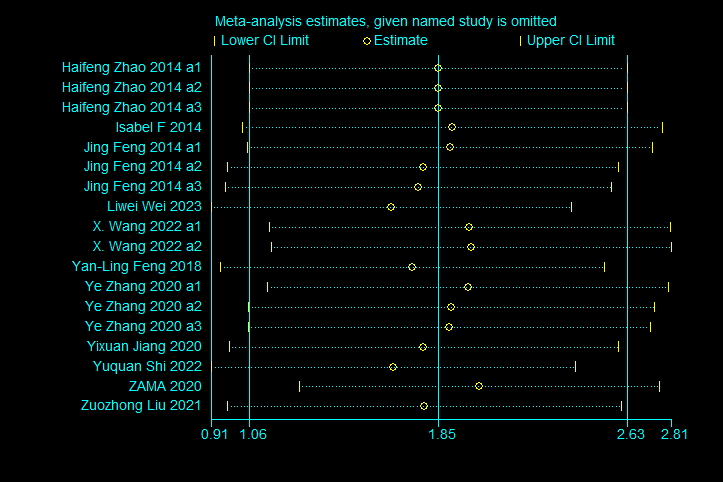 Meta-analysis estimates, given named study is omitted
Lower CI Limit Estimate Upper CI Limit
Haifeng Zhao 2014 a1
Haifeng Zhao 2014 a2
Haifeng Zhao 2014 a3
Isabel F 2014
Jing Feng 2014 a1
Jing Feng 2014 a2
Jing Feng 2014 a3
Liwei Wei 2023
X. Wang 2022 a1
X. Wang 2022 a2
Yan-Ling Feng 2018
Ye Zhang 2020 a1
Ye Zhang 2020 a2
Ye Zhang 2020 a3
Yixuan Jiang 2020
Yuquan Shi 2022
ZAMA 2020
Zuozhong Liu 2021
0.91 1.06 1.85 2.63 2.81